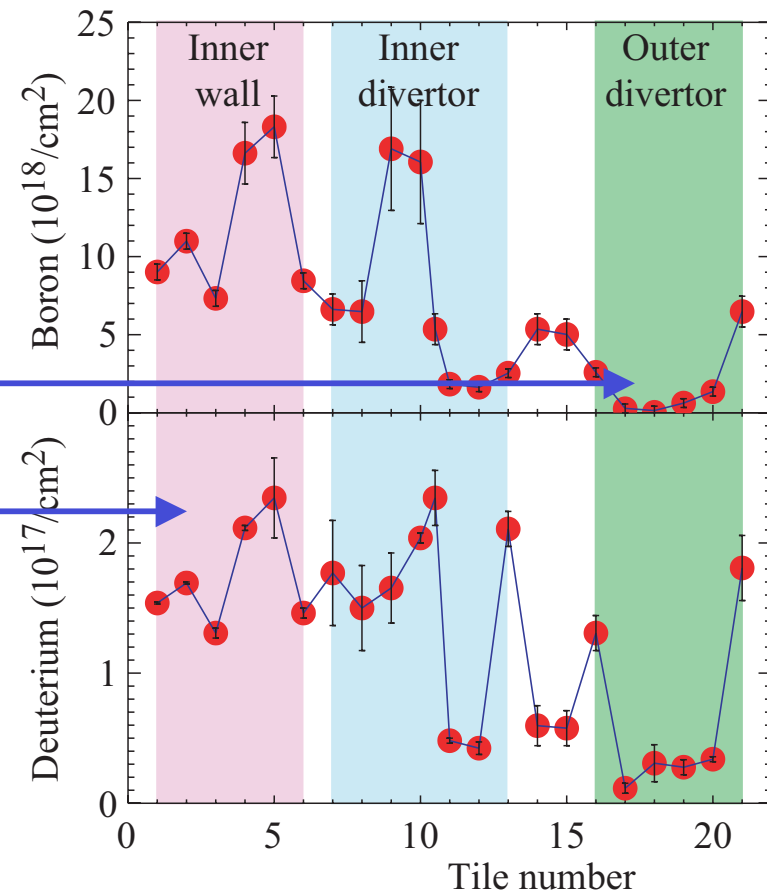 25
20
15
10
5
0
Boron (10^18/cm^2)
Inner
wall
Inner
divertor
Outer
divertor
2
1
0
Deuterium (10^17/cm^2)
0 5 10 15 20
Tile number